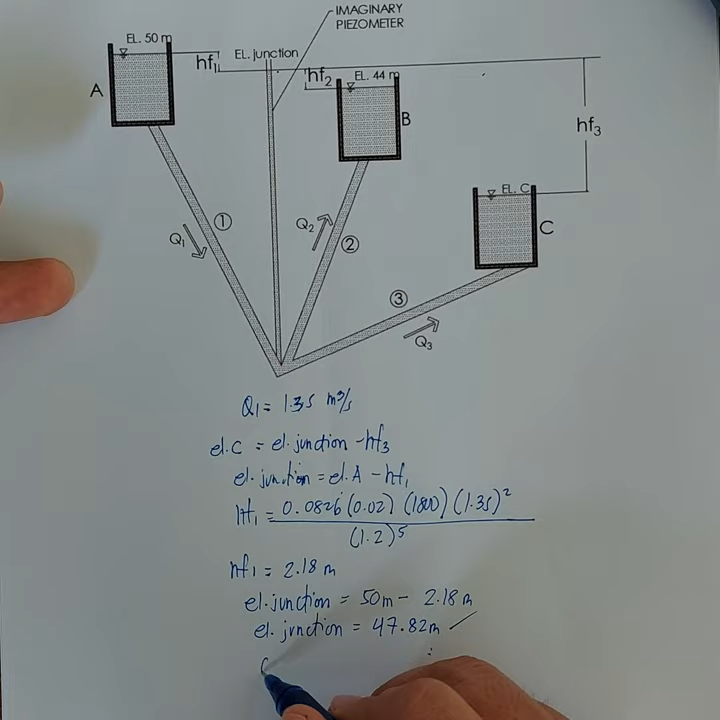 IMAGINARY
PIEZOMETER
EL. 50 m
hf₁
EL. junction
hf₂
EL. 44 m
A
B
hf₃
EL. C
C
Q₁
①
Q₂
②
③
Q₃
Q1 = 1.35 m³/s
el. C = el. junction - hf₃
el. junction = el. A - hf₁
Hf₁ = 0.0826 (0.02) (1800) (1.35)²
(1.2)⁵
hf₁ = 2.18 m
el. junction = 50m - 2.18 m
el. junction = 47.82m